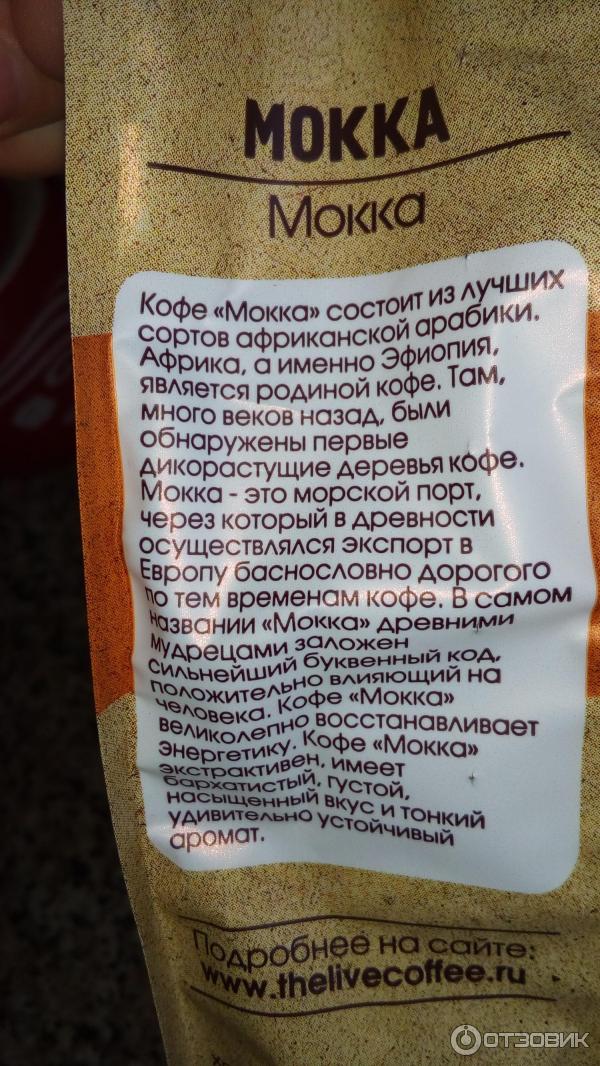 МОККА
Мокка
Кофе «Мокка» состоит из лучших
сортов африканской арабики.
Африка, а именно Эфиопия,
является родиной кофе. Там,
много веков назад, были
обнаружены первые
дикорастущие деревья кофе.
Мокка - это морской порт,
через который в древности
осуществлялся экспорт в
Европу баснословно дорогого
по тем временам кофе. В самом
названии «Мокка» древними
мудрецами заложен
сильнейший буквенный код,
положительно влияющий на
человека. Кофе «Мокка»
великолепно восстанавливает
энергетику. Кофе «Мокка»
экстрактивен, имеет
бархатистый, густой,
насыщенный вкус и тонкий
удивительно устойчивый
аромат.
Подробнее на сайте:
www.thelivecoffee.ru
ОТЗОВИК